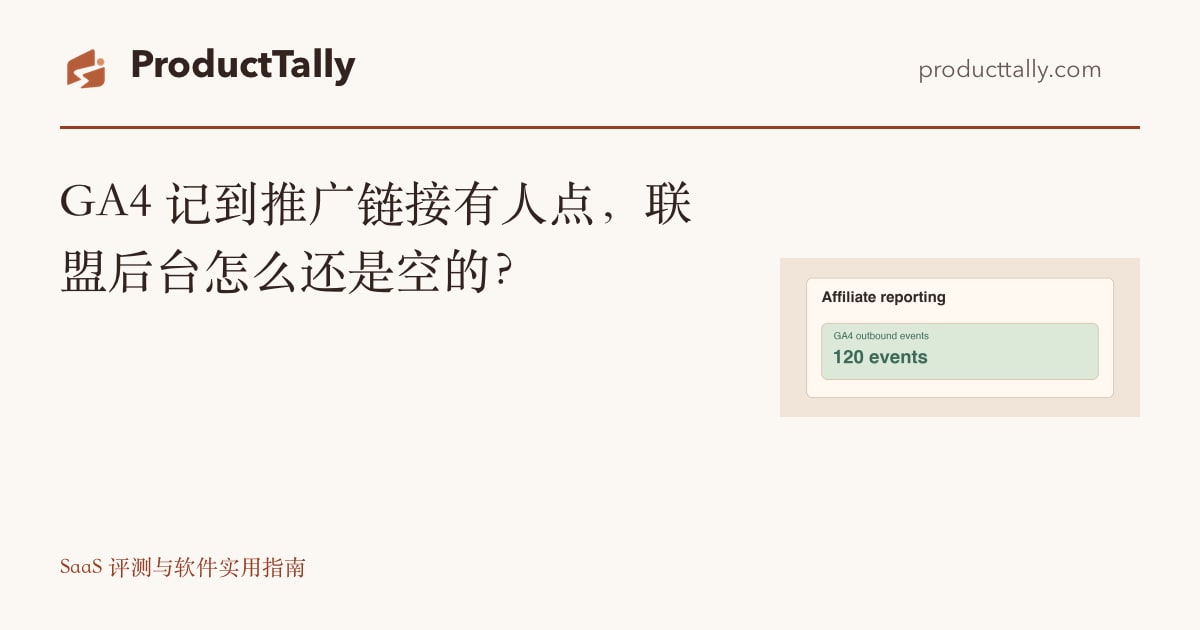 ProductTally
producttally.com
GA4 记到推广链接有人点，联
盟后台怎么还是空的？
Affiliate reporting
GA4 outbound events
120 events
SaaS 评测与软件实用指南